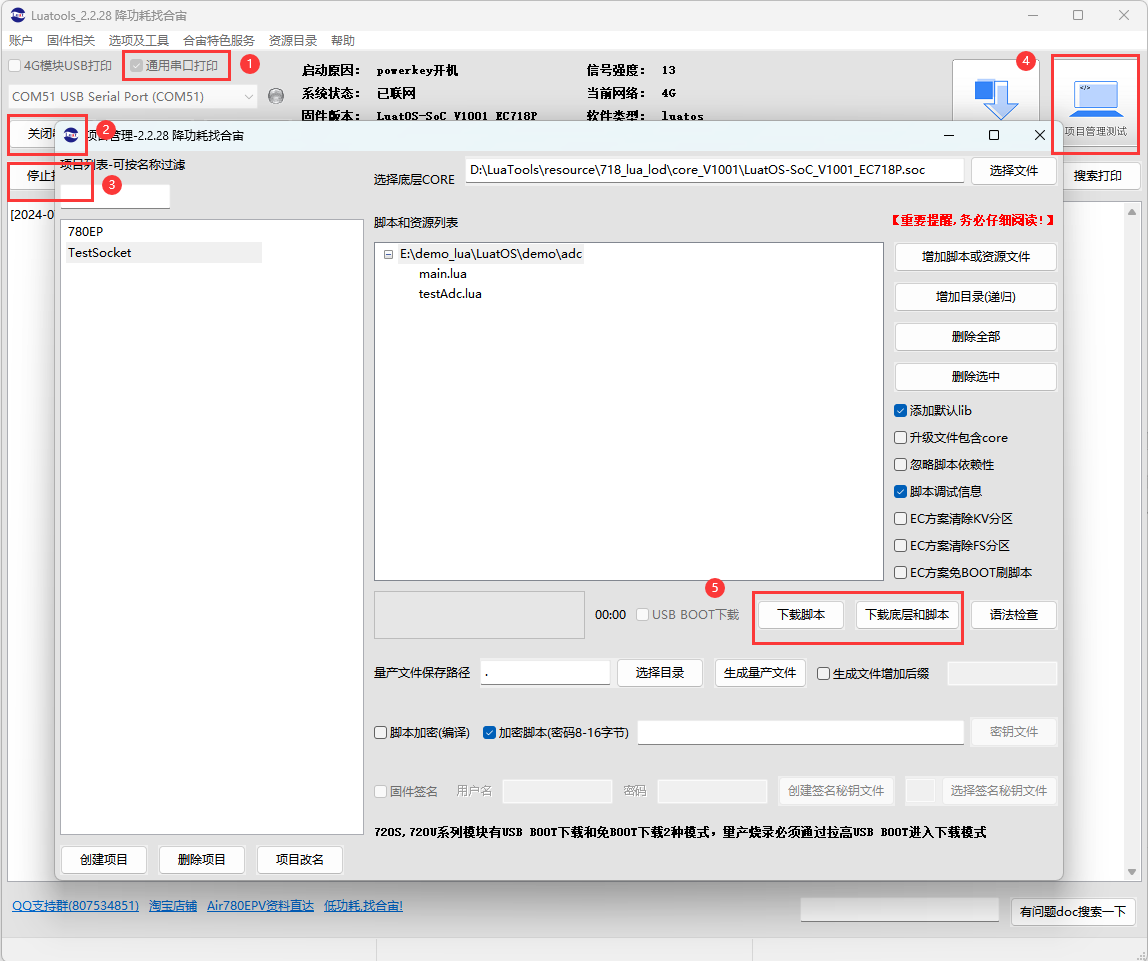 Luatools_2.2.28 降功耗找合宙
账户 固件相关 选项及工具 合宙特色服务 资源目录 帮助
4G模块USB打印 通用串口打印 1
COM51 USB Serial Port (COM51)
启动原因: powerkey开机 信号强度: 13
系统状态: 已联网 当前网络: 4G
固件版本: LuatOS-SoC_V1001_EC718P 软件类型: luatos
4
项目管理测试
关闭 2
停止 3
搜索打印
[2024-0
项目管理-2.2.28 降功耗找合宙
项目列表-可按名称过滤
选择底层CORE D:\LuaTools\resource\718_lua_lod\core_V1001\LuatOS-SoC_V1001_EC718P.soc 选择文件
脚本和资源列表 【重要提醒,务必仔细阅读!】
780EP
TestSocket
E:\demo_lua\LuatOS\demo\adc
main.lua
testAdc.lua
增加脚本或资源文件
增加目录(递归)
删除全部
删除选中
添加默认lib
升级文件包含core
忽略脚本依赖性
脚本调试信息
EC方案清除KV分区
EC方案清除FS分区
EC方案免BOOT刷脚本
5
00:00 USB BOOT下载 下载脚本 下载底层和脚本 语法检查
量产文件保存路径 . 选择目录 生成量产文件 生成文件增加后缀
脚本加密(编译) 加密脚本(密码8-16字节) 密钥文件
固件签名 用户名 密码 创建签名秘钥文件 选择签名秘钥文件
720S,720U系列模块有USB BOOT下载和免BOOT下载2种模式，量产烧录必须通过拉高USB BOOT进入下载模式
创建项目 删除项目 项目改名
QQ支持群(807534851) 淘宝店铺 Air780EPV资料直达 低功耗,找合宙! 有问题doc搜索一下